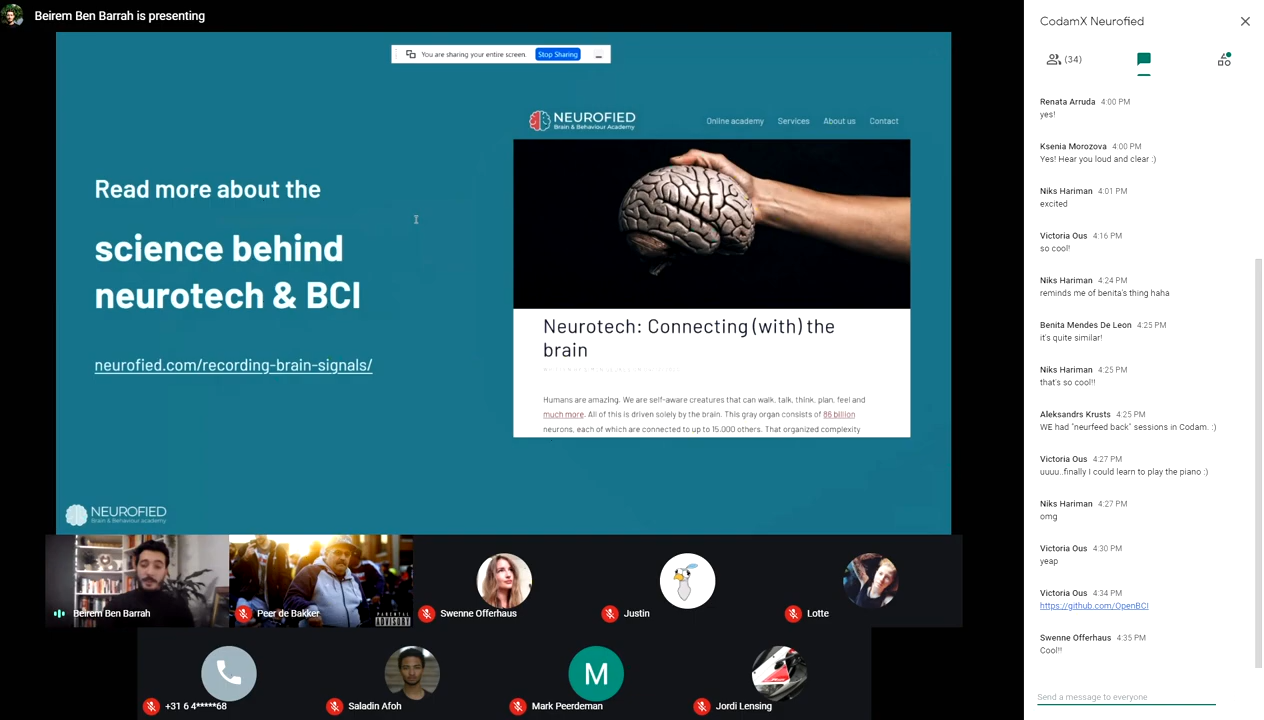 Beirem Ben Barrah is presenting
You are sharing your entire screen.
Stop Sharing
NEUROFIED
Brain & Behaviour Academy
Online academy
Services
About us
Contact
Read more about the
science behind
neurotech & BCI
neurofied.com/recording-brain-signals/
Neurotech: Connecting (with) the
brain
Humans are amazing. We are self-aware creatures that can walk, talk, think, plan, feel and
much more. All of this is driven solely by the brain. This gray organ consists of 86 billion
neurons, each of which are connected to up to 15.000 others. That organized complexity
NEUROFIED
Brain & Behaviour academy
Beirem Ben Barrah
Peer de Bakker
PARENTAL
ADVISORY
Swenne Offerhaus
Justin
Lotte
+31 6 4*****68
Saladin Afoh
M
Mark Peerdeman
Jordi Lensing
CodamX Neurofied
(34)
Renata Arruda 4:00 PM
yes!
Ksenia Morozova 4:00 PM
Yes! Hear you loud and clear :)
Niks Hariman 4:01 PM
excited
Victoria Ous 4:16 PM
so cool!
Niks Hariman 4:24 PM
reminds me of benita's thing haha
Benita Mendes De Leon 4:25 PM
it's quite similar!
Niks Hariman 4:25 PM
that's so cool!!
Aleksandrs Krusts 4:25 PM
WE had "neurfeed back" sessions in Codam. :)
Victoria Ous 4:27 PM
uuuu..finally I could learn to play the piano :)
Niks Hariman 4:27 PM
omg
Victoria Ous 4:30 PM
yeap
Victoria Ous 4:34 PM
https://github.com/OpenBCI
Swenne Offerhaus 4:35 PM
Cool!!
Send a message to everyone